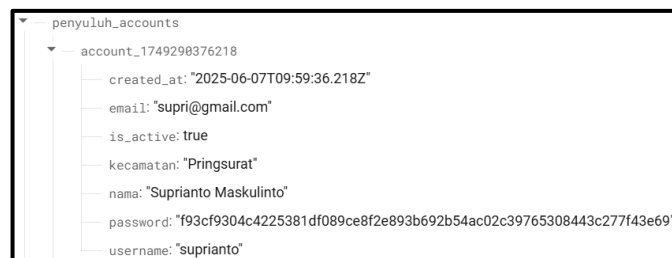 penyuluh_accounts
account_1749290376218
created_at: "2025-06-07T09:59:36.218Z"
email: "supri@gmail.com"
is_active: true
kecamatan: "Pringsurat"
nama: "Suprianto Maskulinto"
password: "f93cf9304c4225381df089ce8f2e893b692b54ac02c39765308443c277f43e69
username: "suprianto"